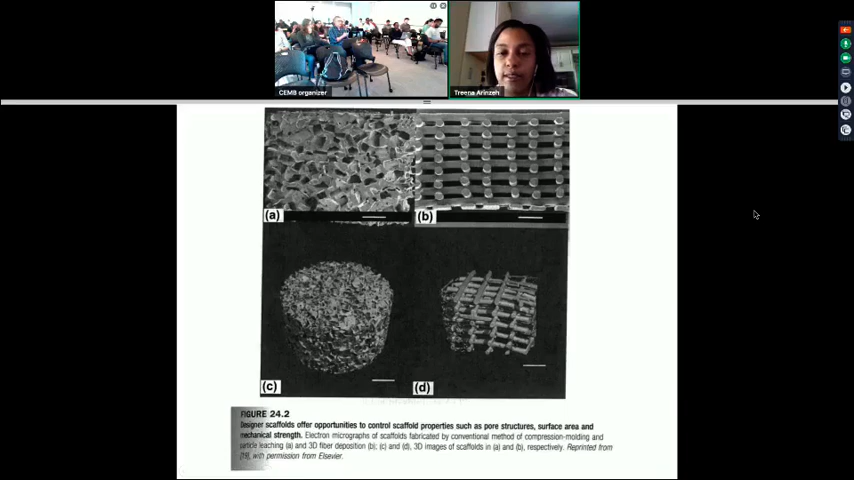 CEMB organizer
Treena Arinzeh
(a)
(b)
(c)
(d)
FIGURE 24.2
Designer scaffolds offer opportunities to control scaffold properties such as pore structures, surface area and
mechanical strength. Electron micrographs of scaffolds fabricated by conventional method of compression-molding and
particle leaching (a) and 3D fiber deposition (b); (c) and (d), 3D images of scaffolds in (a) and (b), respectively. Reprinted from
[19], with permission from Elsevier.